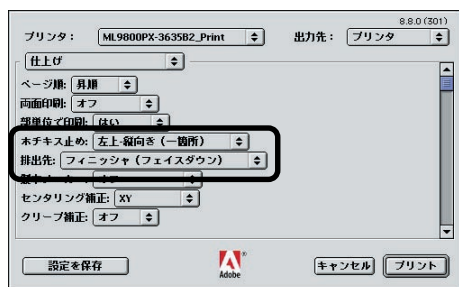 8.8.0 (301)
プリンタ： ML9800PX-3635B2_Print 出力先： プリンタ
仕上げ
ページ順: 昇順
両面印刷: オフ
部単位で印刷: はい
ホチキス止め: 左上-縦向き（一箇所）
排出先: フィニッシャ（フェイスダウン）
センタリング補正: XY
クリープ補正: オフ
設定を保存 Adobe キャンセル プリント